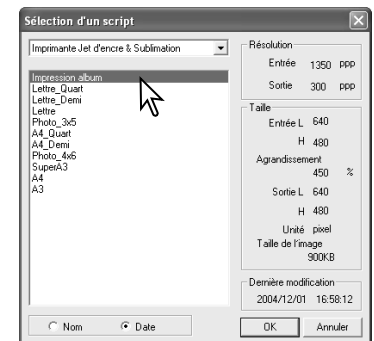 Sélection d'un script
Imprimante Jet d'encre & Sublimation
Impression album
Lettre_Quart
Lettre_Demi
Lettre
Photo_3x5
A4_Quart
A4_Demi
Photo_4x6
SuperA3
A4
A3
Nom
Date
Résolution
Entrée 1350 ppp
Sortie 300 ppp
Taille
Entrée L 640
H 480
Agrandissement
450 %
Sortie L 640
H 480
Unité pixel
Taille de l'image
900KB
Dernière modification
2004/12/01 16:58:12
OK
Annuler